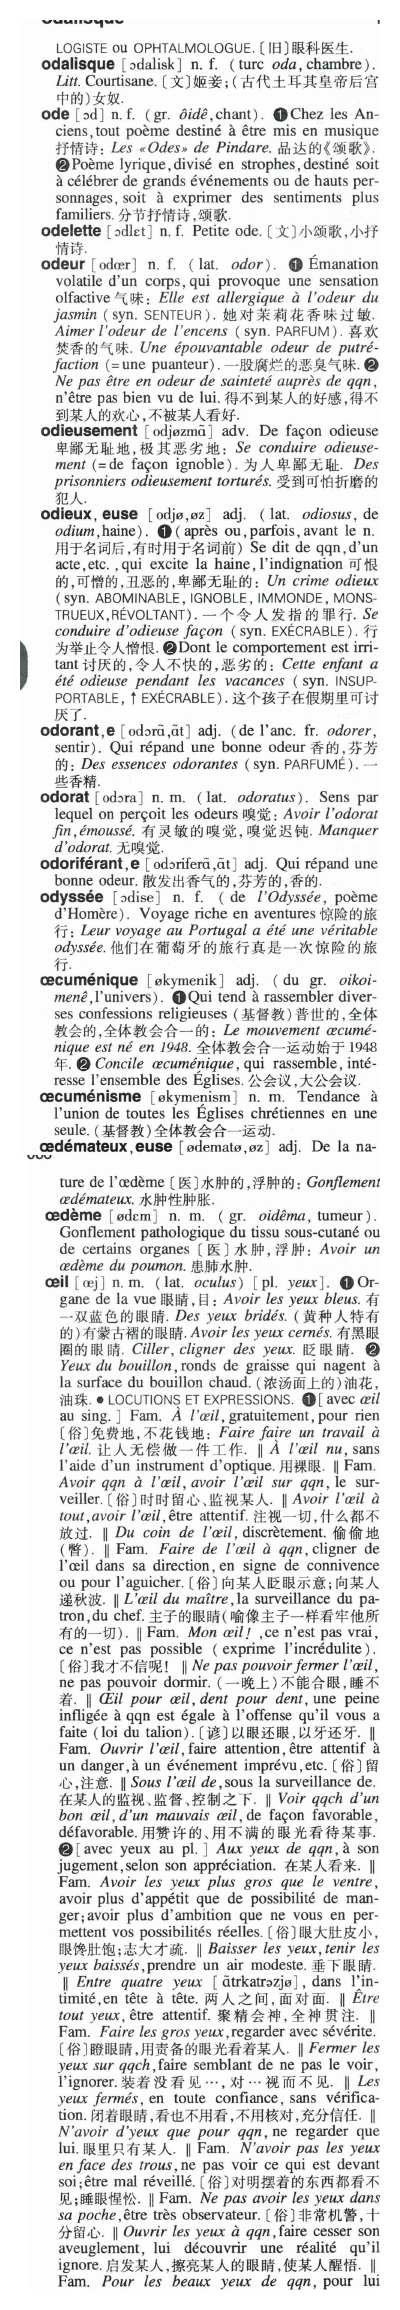 odalisque
LOGISTE ou OPHTALMOLOGUE.〔旧〕眼科医生.
odalisque [ɔdalisk] n. f. (turc oda, chambre).
Litt. Courtisane.〔文〕姬妾;(古代土耳其皇帝后宫
中的)女奴.
ode [ɔd] n. f. (gr. ôidê, chant). ❶Chez les An-
ciens, tout poème destiné à être mis en musique
抒情诗: Les «Odes» de Pindare. 品达的《颂歌》.
❷Poème lyrique, divisé en strophes, destiné soit
à célébrer de grands événements ou de hauts per-
sonnages, soit à exprimer des sentiments plus
familiers. 分节抒情诗,颂歌.
odelette [ɔdlɛt] n. f. Petite ode.〔文〕小颂歌,小抒
情诗.
odeur [odœr] n. f. (lat. odor). ❶ Émanation
volatile d'un corps, qui provoque une sensation
olfactive 气味: Elle est allergique à l'odeur du
jasmin (syn. SENTEUR). 她对茉莉花香味过敏.
Aimer l'odeur de l'encens (syn. PARFUM). 喜欢
焚香的气味. Une épouvantable odeur de putré-
faction (= une puanteur). 一股腐烂的恶臭气味. ❷
Ne pas être en odeur de sainteté auprès de qqn,
n'être pas bien vu de lui. 得不到某人的好感,得不
到某人的欢心,不被某人看好.
odieusement [odjøzmɑ̃] adv. De façon odieuse
卑鄙无耻地,极其恶劣地: Se conduire odieuse-
ment (= de façon ignoble). 为人卑鄙无耻. Des
prisonniers odieusement torturés. 受到可怕折磨的
犯人.
odieux, euse [odjø, øz] adj. (lat. odiosus, de
odium, haine). ❶(après ou, parfois, avant le n.
用于名词后,有时用于名词前) Se dit de qqn, d'un
acte, etc., qui excite la haine, l'indignation 可恨
的,可憎的,丑恶的,卑鄙无耻的: Un crime odieux
(syn. ABOMINABLE, IGNOBLE, IMMONDE, MONS-
TRUEUX, RÉVOLTANT). 一个令人发指的罪行. Se
conduire d'odieuse façon (syn. EXÉCRABLE). 行
为举止令人憎恨. ❷Dont le comportement est irri-
tant 讨厌的,令人不快的,恶劣的: Cette enfant a
été odieuse pendant les vacances (syn. INSUP-
PORTABLE, ↑ EXÉCRABLE). 这个孩子在假期里可讨
厌了.
odorant, e [odɔrɑ̃, ɑ̃t] adj. (de l'anc. fr. odorer,
sentir). Qui répand une bonne odeur 香的,芬芳
的: Des essences odorantes (syn. PARFUMÉ). 一
些香精.
odorat [odɔra] n. m. (lat. odoratus). Sens par
lequel on perçoit les odeurs 嗅觉: Avoir l'odorat
fin, émoussé. 有灵敏的嗅觉,嗅觉迟钝. Manquer
d'odorat. 无嗅觉.
odoriférant, e [odɔriferɑ̃, ɑ̃t] adj. Qui répand une
bonne odeur. 散发出香气的,芬芳的,香的.
odyssée [ɔdise] n. f. (de l'Odyssée, poème
d'Homère). Voyage riche en aventures 惊险的旅
行: Leur voyage au Portugal a été une véritable
odyssée. 他们在葡萄牙的旅行真是一次惊险的旅
行.
œcuménique [økymenik] adj. (du gr. oikoi-
menê, l'univers). ❶Qui tend à rassembler diver-
ses confessions religieuses (基督教)普世的,全体
教会的,全体教会合一的: Le mouvement œcumé-
nique est né en 1948. 全体教会合一运动始于1948
年. ❷ Concile œcuménique, qui rassemble, inté-
resse l'ensemble des Églises. 公会议,大公会议.
œcuménisme [økymenism] n. m. Tendance à
l'union de toutes les Églises chrétiennes en une
seule. (基督教)全体教会合一运动.
œdémateux, euse [ødematø, øz] adj. De la na-
ture de l'œdème〔医〕水肿的,浮肿的: Gonflement
œdémateux. 水肿性肿胀.
œdème [ødɛm] n. m. (gr. oidêma, tumeur).
Gonflement pathologique du tissu sous-cutané ou
de certains organes〔医〕水肿,浮肿: Avoir un
œdème du poumon. 患肺水肿.
œil [œj] n. m. (lat. oculus) [pl. yeux]. ❶Or-
gane de la vue 眼睛,目: Avoir les yeux bleus. 有
一双蓝色的眼睛. Des yeux bridés. (黄种人特有
的)有蒙古褶的眼睛. Avoir les yeux cernés. 有黑眼
圈的眼睛. Ciller, cligner des yeux. 眨眼睛. ❷
Yeux du bouillon, ronds de graisse qui nagent à
la surface du bouillon chaud. (浓汤面上的)油花,
油珠. ● LOCUTIONS ET EXPRESSIONS. ❶[avec œil
au sing.] Fam. À l'œil, gratuitement, pour rien
〔俗〕免费地,不花钱地: Faire faire un travail à
l'œil. 让人无偿做一件工作. ‖ À l'œil nu, sans
l'aide d'un instrument d'optique. 用裸眼. ‖ Fam.
Avoir qqn à l'œil, avoir l'œil sur qqn, le sur-
veiller.〔俗〕时时留心、监视某人. ‖ Avoir l'œil à
tout, avoir l'œil, être attentif. 注视一切,什么都不
放过. ‖ Du coin de l'œil, discrètement. 偷偷地
(瞥). ‖ Fam. Faire de l'œil à qqn, cligner de
l'œil dans sa direction, en signe de connivence
ou pour l'aguicher.〔俗〕向某人眨眼示意;向某人
递秋波. ‖ L'œil du maître, la surveillance du pa-
tron, du chef. 主子的眼睛(喻像主子一样看牢他所
有的一切). ‖ Fam. Mon œil!, ce n'est pas vrai,
ce n'est pas possible (exprime l'incrédulite).
〔俗〕我才不信呢! ‖ Ne pas pouvoir fermer l'œil,
ne pas pouvoir dormir. (一晚上)不能合眼,睡不
着. ‖ Œil pour œil, dent pour dent, une peine
infligée à qqn est égale à l'offense qu'il vous a
faite (loi du talion).〔谚〕以眼还眼,以牙还牙. ‖
Fam. Ouvrir l'œil, faire attention, être attentif à
un danger, à un événement imprévu, etc.〔俗〕留
心,注意. ‖ Sous l'œil de, sous la surveillance de.
在某人的监视、监督、控制之下. ‖ Voir qqch d'un
bon œil, d'un mauvais œil, de façon favorable,
défavorable. 用赞许的、用不满的眼光看待某事.
❷[avec yeux au pl.] Aux yeux de qqn, à son
jugement, selon son appréciation. 在某人看来. ‖
Fam. Avoir les yeux plus gros que le ventre,
avoir plus d'appétit que de possibilité de man-
ger; avoir plus d'ambition que ne vous en per-
mettent vos possibilités réelles.〔俗〕眼大肚皮小,
眼馋肚饱;志大才疏. ‖ Baisser les yeux, tenir les
yeux baissés, prendre un air modeste. 垂下眼睛.
‖ Entre quatre yeux [ɑ̃trkatrəzjø], dans l'in-
timité, en tête à tête. 两人之间,面对面. ‖ Être
tout yeux, être attentif. 聚精会神,全神贯注. ‖
Fam. Faire les gros yeux, regarder avec sévérite.
〔俗〕瞪眼睛,用责备的眼光看着某人. ‖ Fermer les
yeux sur qqch, faire semblant de ne pas le voir,
l'ignorer. 装着没看见…,对…视而不见. ‖ Les
yeux fermés, en toute confiance, sans vérifica-
tion. 闭着眼睛,看也不用看,不用核对,充分信任. ‖
N'avoir d'yeux que pour qqn, ne regarder que
lui. 眼里只有某人. ‖ Fam. N'avoir pas les yeux
en face des trous, ne pas voir ce qui est devant
soi; être mal réveillé.〔俗〕对明摆着的东西都看不
见;睡眼惺忪. ‖ Fam. Ne pas avoir les yeux dans
sa poche, être très observateur.〔俗〕非常机警,十
分留心. ‖ Ouvrir les yeux à qqn, faire cesser son
aveuglement, lui découvrir une réalité qu'il
ignore. 启发某人,擦亮某人的眼睛,使某人醒悟. ‖
Fam. Pour les beaux yeux de qqn, pour lui